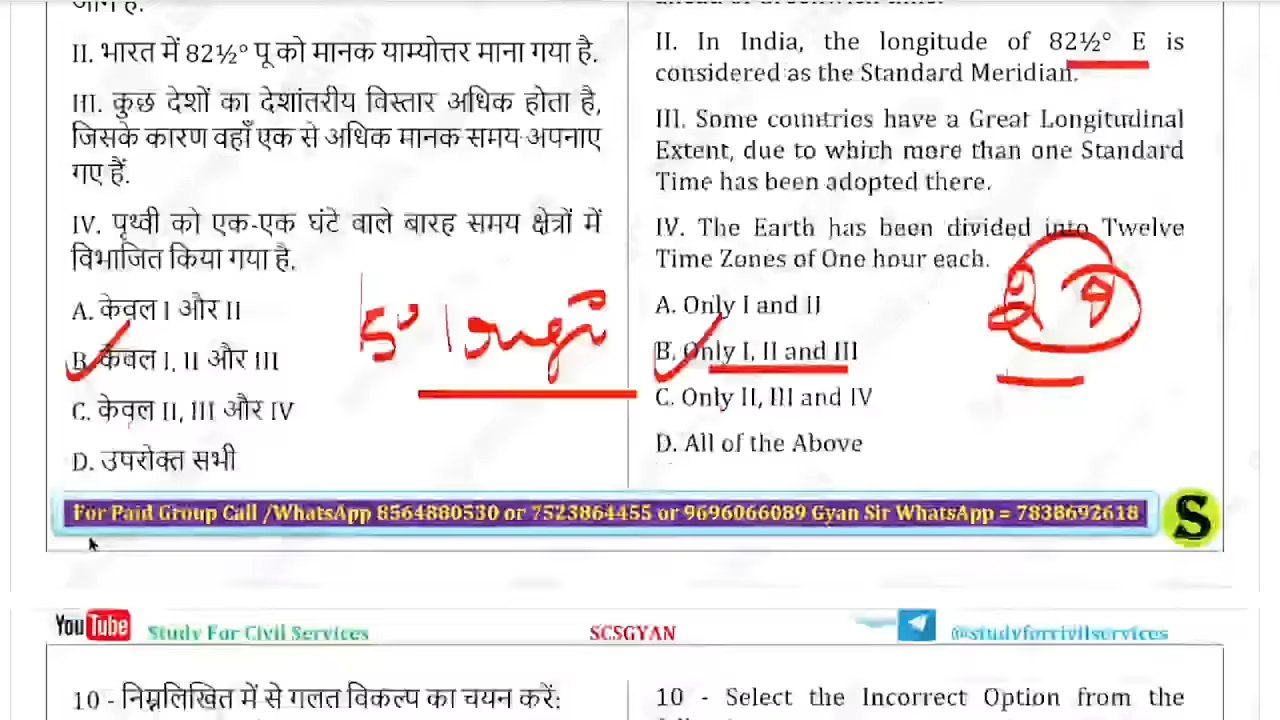 II. भारत में 82½° पू को मानक याम्योत्तर माना गया है.
III. कुछ देशों का देशांतरीय विस्तार अधिक होता है,
जिसके कारण वहाँ एक से अधिक मानक समय अपनाए
गए हैं.
IV. पृथ्वी को एक-एक घंटे वाले बारह समय क्षेत्रों में
विभाजित किया गया है.
A. केवल I और II
B. केवल I, II और III
C. केवल II, III और IV
D. उपरोक्त सभी
II. In India, the longitude of 82½° E is
considered as the Standard Meridian.
III. Some countries have a Great Longitudinal
Extent, due to which more than one Standard
Time has been adopted there.
IV. The Earth has been divided into Twelve
Time Zones of One hour each.
A. Only I and II
B. Only I, II and III
C. Only II, III and IV
D. All of the Above
For Paid Group Call /WhatsApp 8564880530 or 7523864455 or 9696066089 Gyan Sir WhatsApp = 7838692618
S
YouTube Study For Civil Services SCSGYAN @studyforcivilservices
10 - निम्नलिखित में से गलत विकल्प का चयन करें:
10 - Select the Incorrect Option from the